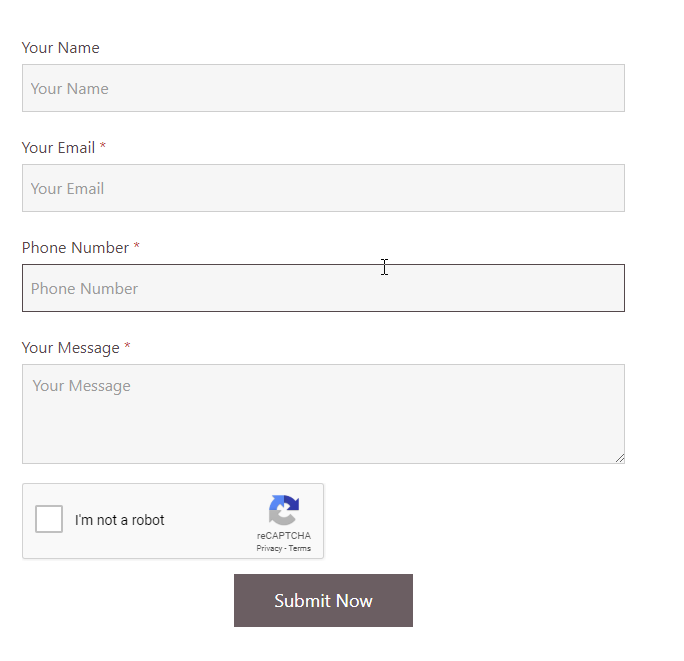 Your Name
Your Name
Your Email *
Your Email
Phone Number *
Phone Number
Your Message *
Your Message
I'm not a robot
reCAPTCHA
Privacy - Terms
Submit Now